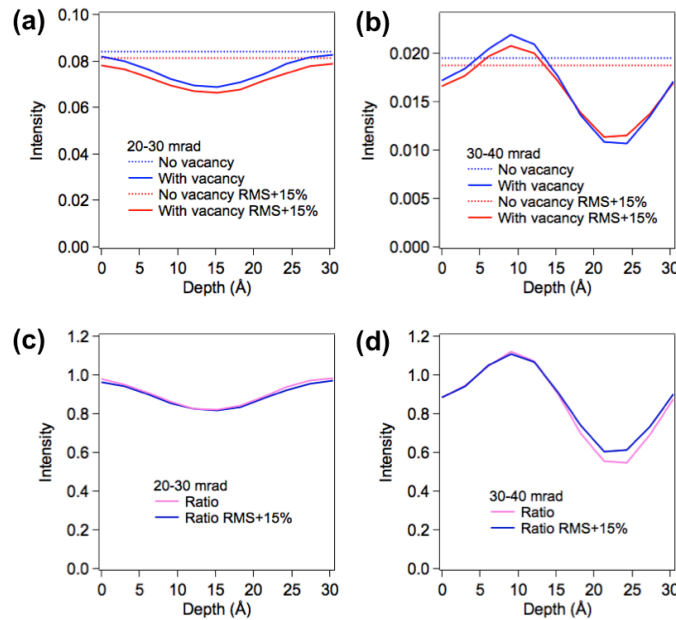 (a)
0.10
0.08
0.06
0.04
0.02
0.00
Intensity
20-30 mrad
No vacancy
With vacancy
No vacancy RMS+15%
With vacancy RMS+15%
0 5 10 15 20 25 30
Depth (Å)
(b)
0.020
0.015
0.010
0.005
0.000
Intensity
30-40 mrad
No vacancy
With vacancy
No vacancy RMS+15%
With vacancy RMS+15%
0 5 10 15 20 25 30
Depth (Å)
(c)
1.2
1.0
0.8
0.6
0.4
0.2
0.0
Intensity
20-30 mrad
Ratio
Ratio RMS+15%
0 5 10 15 20 25 30
Depth (Å)
(d)
1.2
1.0
0.8
0.6
0.4
0.2
0.0
Intensity
30-40 mrad
Ratio
Ratio RMS+15%
0 5 10 15 20 25 30
Depth (Å)